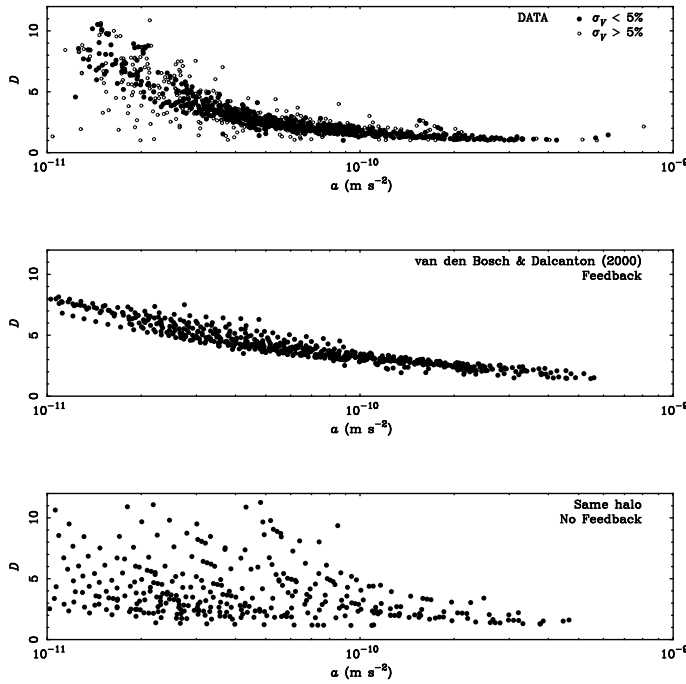 DATA
● σ_V < 5%
○ σ_V > 5%
10
5
0
D
10⁻¹¹ 10⁻¹⁰ 10⁻⁹
a (m s⁻²)
van den Bosch & Dalcanton (2000)
Feedback
10
5
0
D
10⁻¹¹ 10⁻¹⁰ 10⁻⁹
a (m s⁻²)
Same halo
No Feedback
10
5
0
D
10⁻¹¹ 10⁻¹⁰ 10⁻⁹
a (m s⁻²)